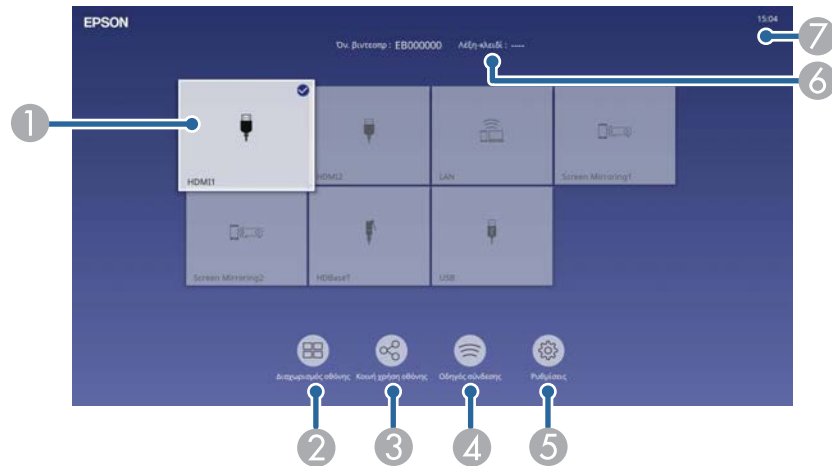 EPSON
15:04
Όν. βιντεοπρ : EB000000 Λέξη-κλειδί : ----
HDMI1
HDMI2
LAN
Screen Mirroring1
Screen Mirroring2
HDBaseT
USB
Διαχωρισμός οθόνης
Κοινή χρήση οθόνης
Οδηγός σύνδεσης
Ρυθμίσεις
1
2
3
4
5
6
7